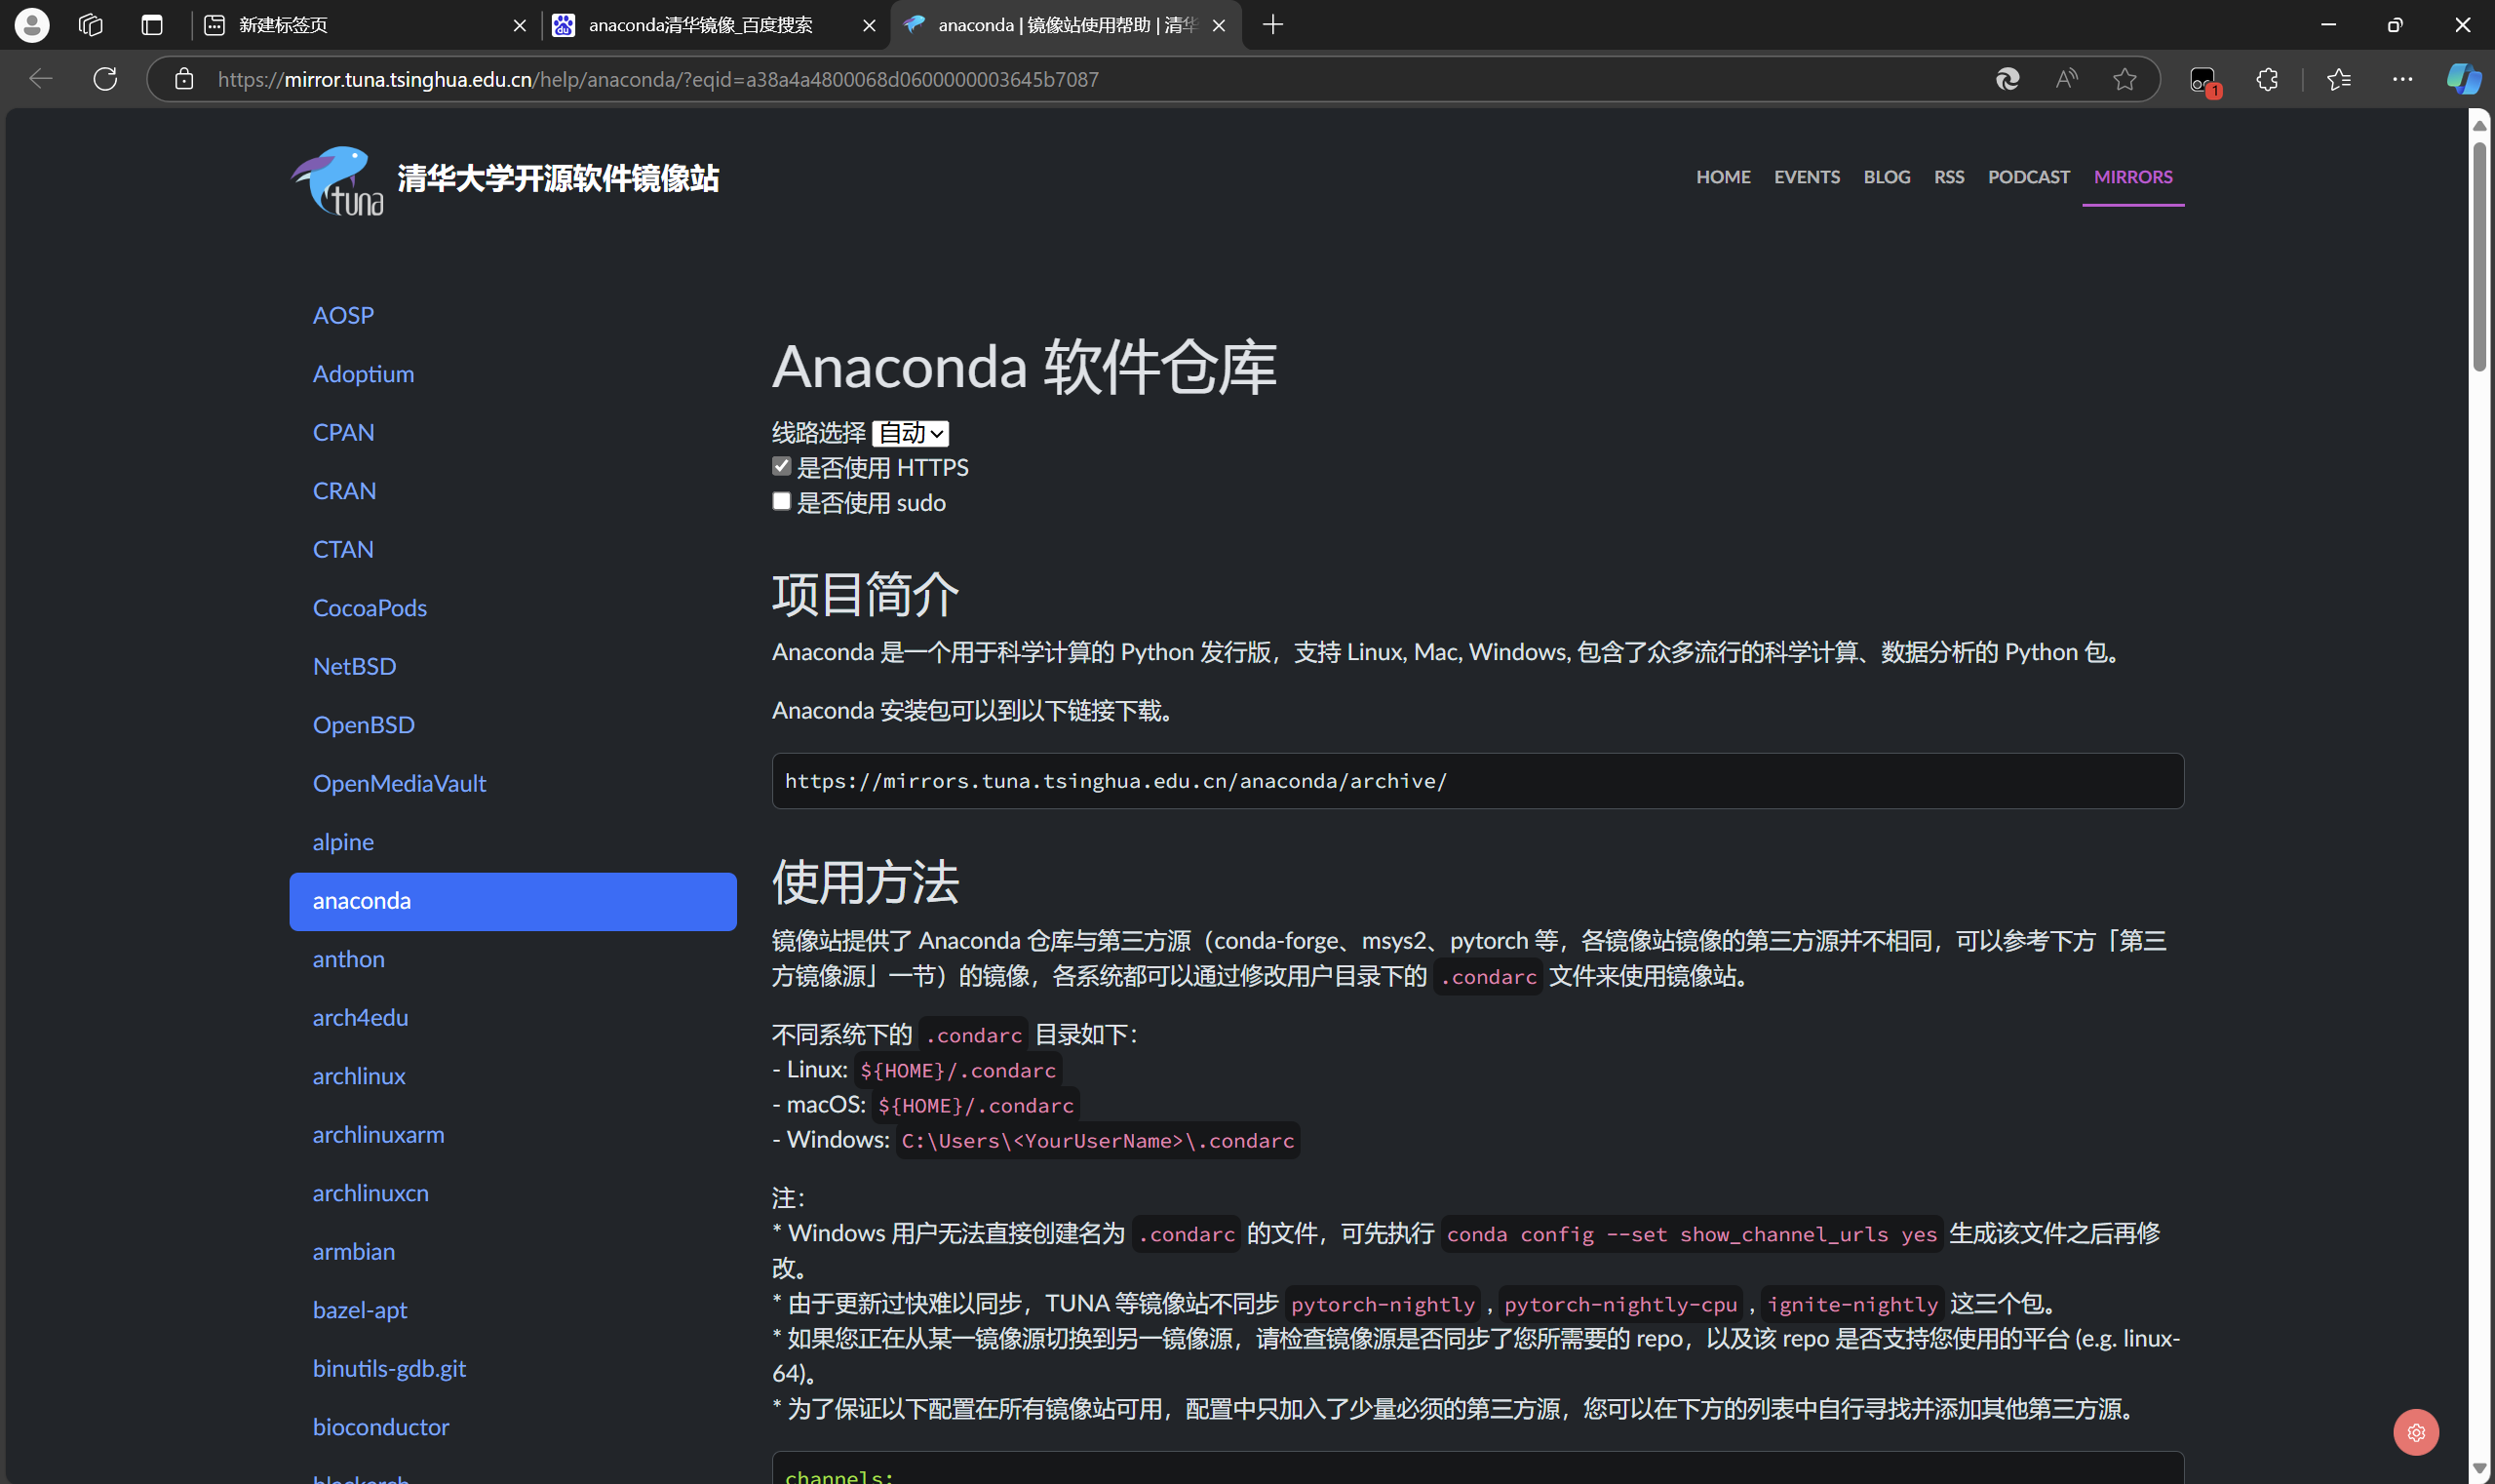 新建标签页
anaconda清华镜像_百度搜索
anaconda | 镜像站使用帮助 | 清华
https://mirror.tuna.tsinghua.edu.cn/help/anaconda/?eqid=a38a4a4800068d0600000003645b7087
1
tuna
清华大学开源软件镜像站
HOME EVENTS BLOG RSS PODCAST MIRRORS
AOSP
Adoptium
CPAN
CRAN
CTAN
CocoaPods
NetBSD
OpenBSD
OpenMediaVault
alpine
anaconda
anthon
arch4edu
archlinux
archlinuxarm
archlinuxcn
armbian
bazel-apt
binutils-gdb.git
bioconductor
Anaconda 软件仓库
线路选择 自动
是否使用 HTTPS
是否使用 sudo
项目简介
Anaconda 是一个用于科学计算的 Python 发行版，支持 Linux, Mac, Windows, 包含了众多流行的科学计算、数据分析的 Python 包。
Anaconda 安装包可以到以下链接下载。
https://mirrors.tuna.tsinghua.edu.cn/anaconda/archive/
使用方法
镜像站提供了 Anaconda 仓库与第三方源（conda-forge、msys2、pytorch 等，各镜像站镜像的第三方源并不相同，可以参考下方「第三
方镜像源」一节）的镜像，各系统都可以通过修改用户目录下的 .condarc 文件来使用镜像站。
不同系统下的 .condarc 目录如下：
- Linux: ${HOME}/.condarc
- macOS: ${HOME}/.condarc
- Windows: C:\Users\<YourUserName>\.condarc
注：
* Windows 用户无法直接创建名为 .condarc 的文件，可先执行 conda config --set show_channel_urls yes 生成该文件之后再修
改。
* 由于更新过快难以同步，TUNA 等镜像站不同步 pytorch-nightly , pytorch-nightly-cpu , ignite-nightly 这三个包。
* 如果您正在从某一镜像源切换到另一镜像源，请检查镜像源是否同步了您所需要的 repo，以及该 repo 是否支持您使用的平台 (e.g. linux-
64)。
* 为了保证以下配置在所有镜像站可用，配置中只加入了少量必须的第三方源，您可以在下方的列表中自行寻找并添加其他第三方源。
channels: